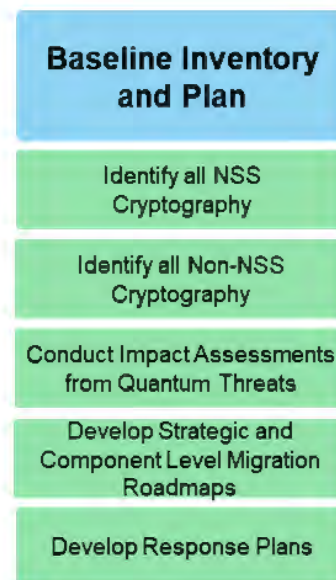 Baseline Inventory
and Plan
Identify all NSS
Cryptography
Identify all Non-NSS
Cryptography
Conduct Impact Assessments
from Quantum Threats
Develop Strategic and
Component Level Migration
Roadmaps
Develop Response Plans